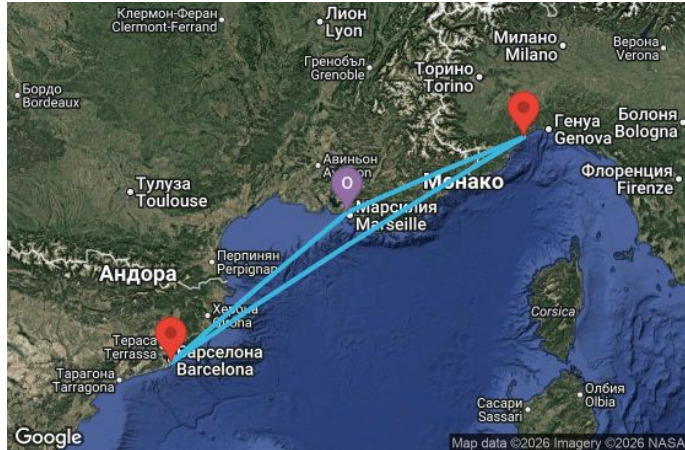 Клермон-Феран
Clermont-Ferrand
Лион
Lyon
Милано
Milano
Верона
Verona
Гренобъл
Grenoble
Торино
Torino
Бордо
Bordeaux
Генуа
Genova
Болоня
Bologna
Авиньон
O
Монако
Флоренция
Firenze
Тулуза
Toulouse
Марсилия
Marseille
Перпинян
Perpignan
Андора
Corsica
Тераса
Terrassa
Барселона
Barcelona
Тарагона
Tarragona
Олбия
Olbia
Сасари
Sassari
Google
Map data ©2026 Imagery ©2026 NASA